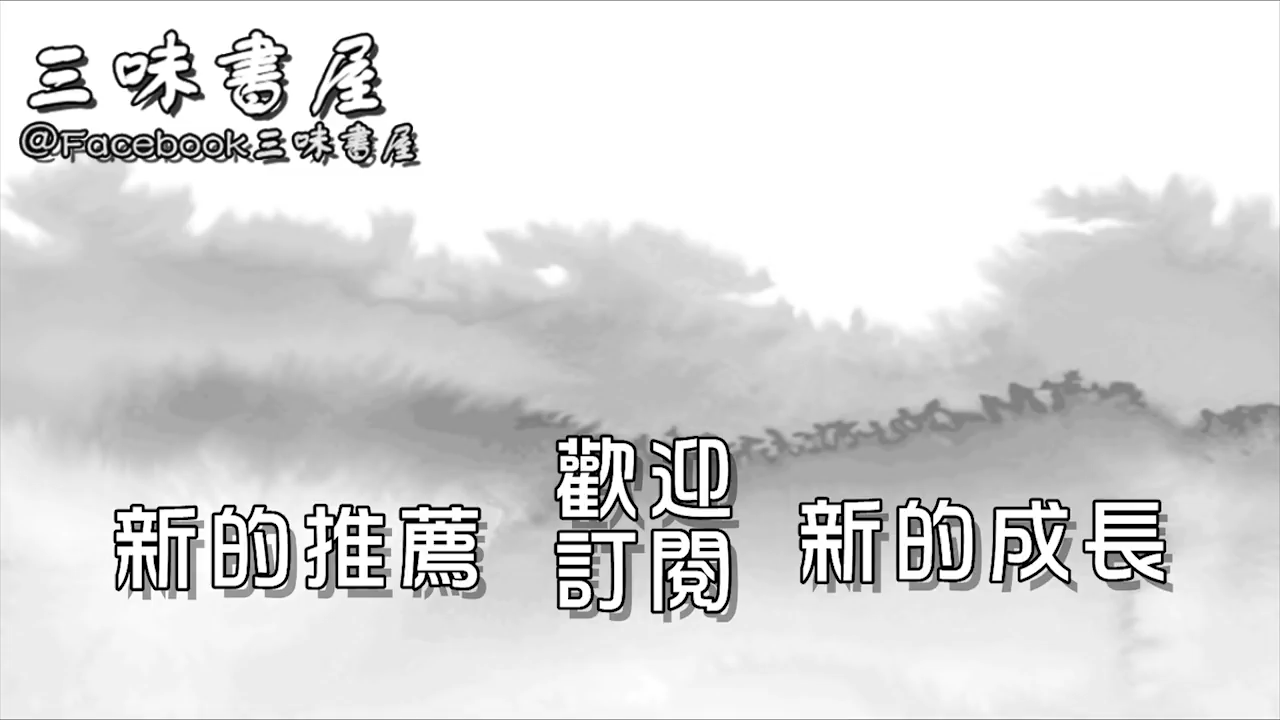 三味書屋
@Facebook三味書屋
新的推薦
歡迎
訂閱
新的成長